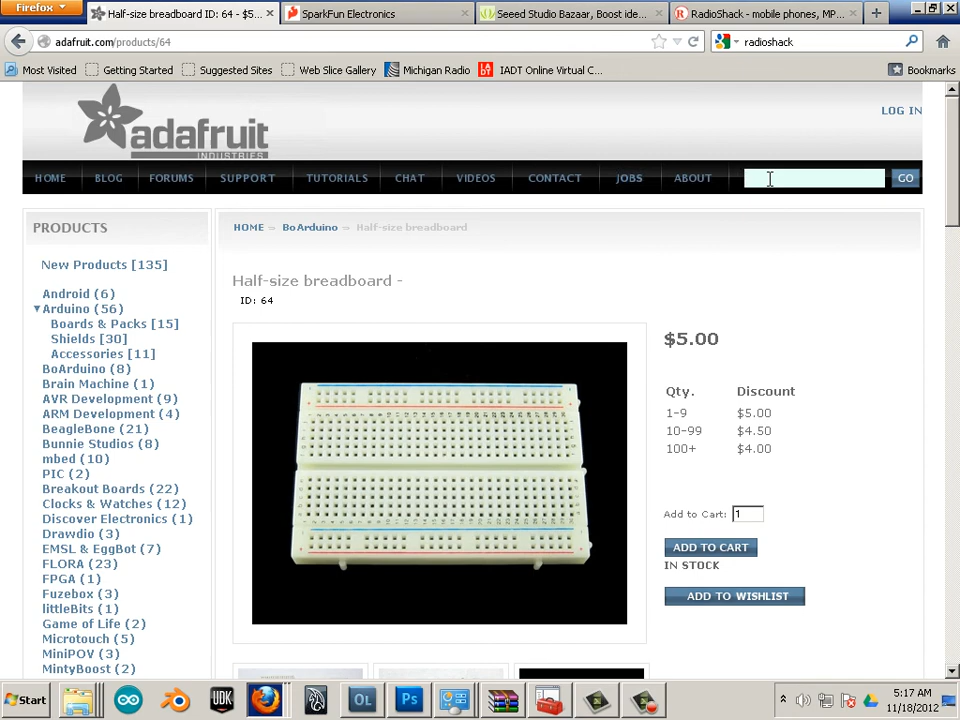 Firefox
Half-size breadboard ID: 64 - $5...
SparkFun Electronics
Seeed Studio Bazaar, Boost ide...
RadioShack - mobile phones, MP...
adafruit.com/products/64
radioshack
Most Visited
Getting Started
Suggested Sites
Web Slice Gallery
Michigan Radio
IADT Online Virtual C...
Bookmarks
adafruit
INDUSTRIES
LOG IN
HOME
BLOG
FORUMS
SUPPORT
TUTORIALS
CHAT
VIDEOS
CONTACT
JOBS
ABOUT
GO
PRODUCTS
New Products [135]
Android (6)
Arduino (56)
Boards & Packs [15]
Shields [30]
Accessories [11]
BoArduino (8)
Brain Machine (1)
AVR Development (9)
ARM Development (4)
BeagleBone (21)
Bunnie Studios (8)
mbed (10)
PIC (2)
Breakout Boards (22)
Clocks & Watches (12)
Discover Electronics (1)
Drawdio (3)
EMSL & EggBot (7)
FLORA (23)
FPGA (1)
Fuzebox (3)
littleBits (1)
Game of Life (2)
Microtouch (5)
MiniPOV (3)
MintyBoost (2)
HOME
BoArduino
Half-size breadboard
Half-size breadboard -
ID: 64
$5.00
Qty. Discount
1-9 $5.00
10-99 $4.50
100+ $4.00
Add to Cart: 1
ADD TO CART
IN STOCK
ADD TO WISHLIST
Start
UDK
OL
Ps
5:17 AM
11/18/2012